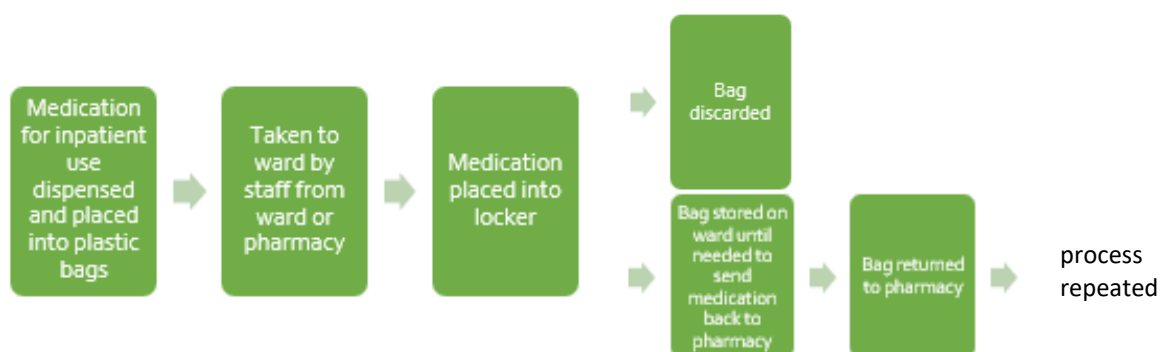 Medication
for inpatient
use
dispensed
and placed
into plastic
bags
Taken to
ward by
staff from
ward or
pharmacy
Medication
placed into
locker
Bag
discarded
Bag stored on
ward until
needed to
send
medication
back to
pharmacy
Bag returned
to pharmacy
process
repeated